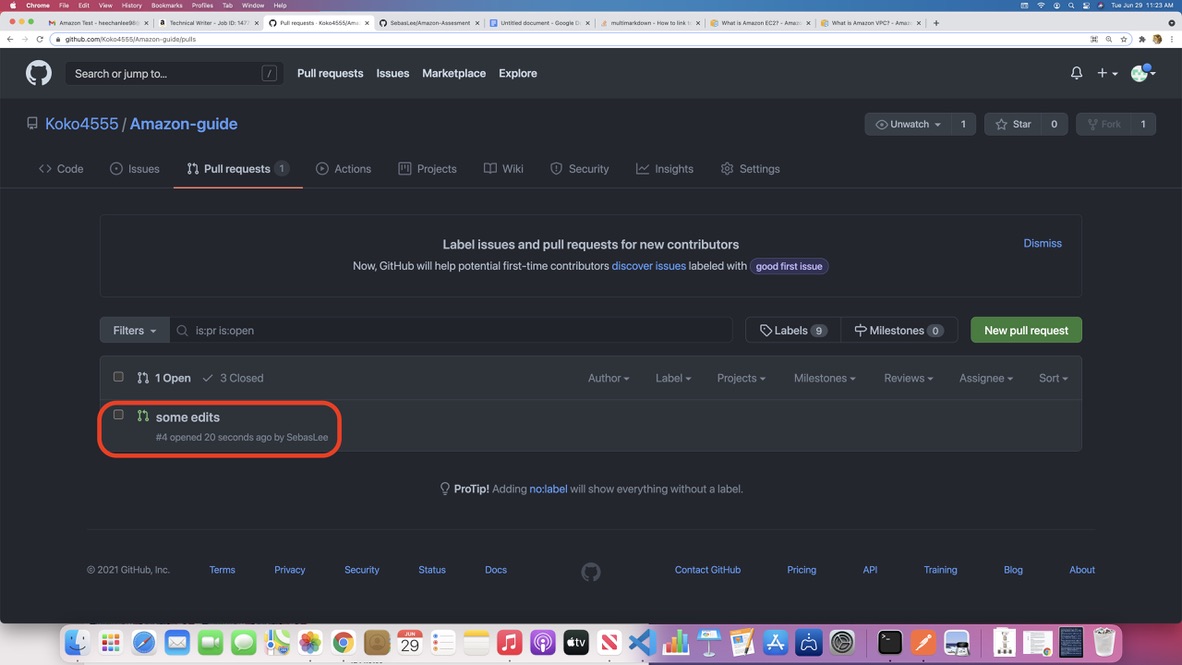 Chrome File Edit View History Bookmarks Profiles Tab Window Help Tue Jun 29 11:23 AM
Amazon Test - heechanlee98 Technical Writer - Job ID: 1477 Pull requests · Koko4555/Ama SebasLee/Amazon-Assesment Untitled document - Google D multimarkdown - How to link t What is Amazon EC2? - Amaz What is Amazon VPC? - Amaz
github.com/Koko4555/Amazon-guide/pulls
Search or jump to... / Pull requests Issues Marketplace Explore
Koko4555 / Amazon-guide Unwatch 1 Star 0 Fork 1
Code Issues Pull requests 1 Actions Projects Wiki Security Insights Settings
Label issues and pull requests for new contributors Dismiss
Now, GitHub will help potential first-time contributors discover issues labeled with good first issue
Filters is:pr is:open Labels 9 Milestones 0 New pull request
1 Open 3 Closed Author Label Projects Milestones Reviews Assignee Sort
some edits
#4 opened 20 seconds ago by SebasLee
ProTip! Adding no:label will show everything without a label.
© 2021 GitHub, Inc. Terms Privacy Security Status Docs Contact GitHub Pricing API Training Blog About
JUN
29
tv